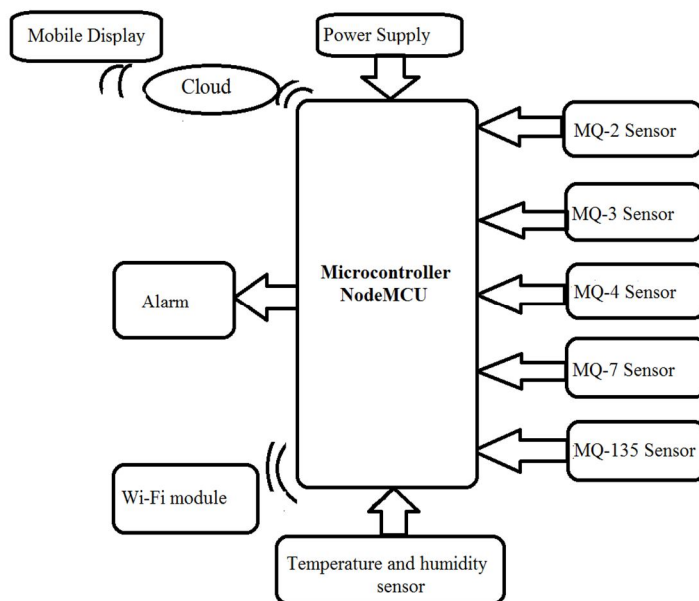 Mobile Display
Power Supply
Cloud
MQ-2 Sensor
MQ-3 Sensor
Microcontroller
NodeMCU
MQ-4 Sensor
Alarm
MQ-7 Sensor
MQ-135 Sensor
Wi-Fi module
Temperature and humidity
sensor